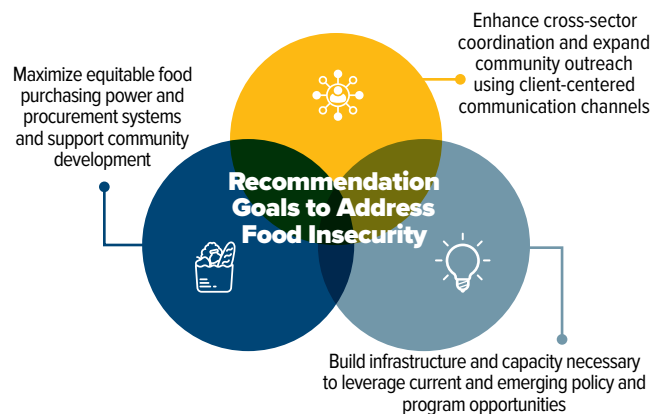 Enhance cross-sector
coordination and expand
community outreach
using client-centered
communication channels
Maximize equitable food
purchasing power and
procurement systems
and support community
development
Recommendation
Goals to Address
Food Insecurity
Build infrastructure and capacity necessary
to leverage current and emerging policy and
program opportunities